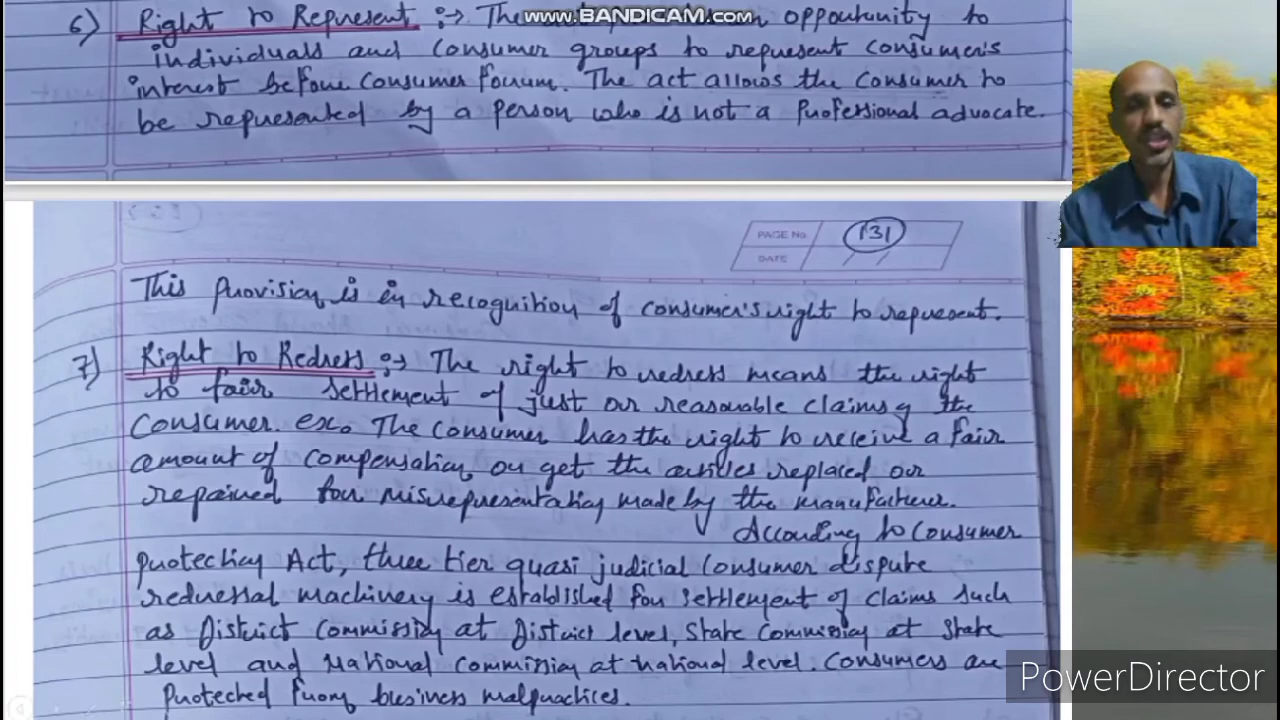 www.BANDICAM.com
6) Right to Represent :→ The opportunity to
individuals and consumer groups to represent consumer's
interest before consumer forum. The act allows the consumer to
be represented by a person who is not a professional advocate.
PAGE No. 131
DATE
This provision is in recognition of consumer's right to represent.
7) Right to Redress :→ The right to redress means the right
to fair settlement of just or reasonable claims of the
consumer. ex. The consumer has the right to receive a fair
amount of compensation or get the articles replaced or
repaired for misrepresentation made by the manufacturer.
According to Consumer
Protection Act, three tier quasi judicial consumer dispute
redressal machinery is established for settlement of claims such
as District Commission at District level, State Commission at State
level and National Commission at national level. Consumers are
protected from business malpractices.
PowerDirector